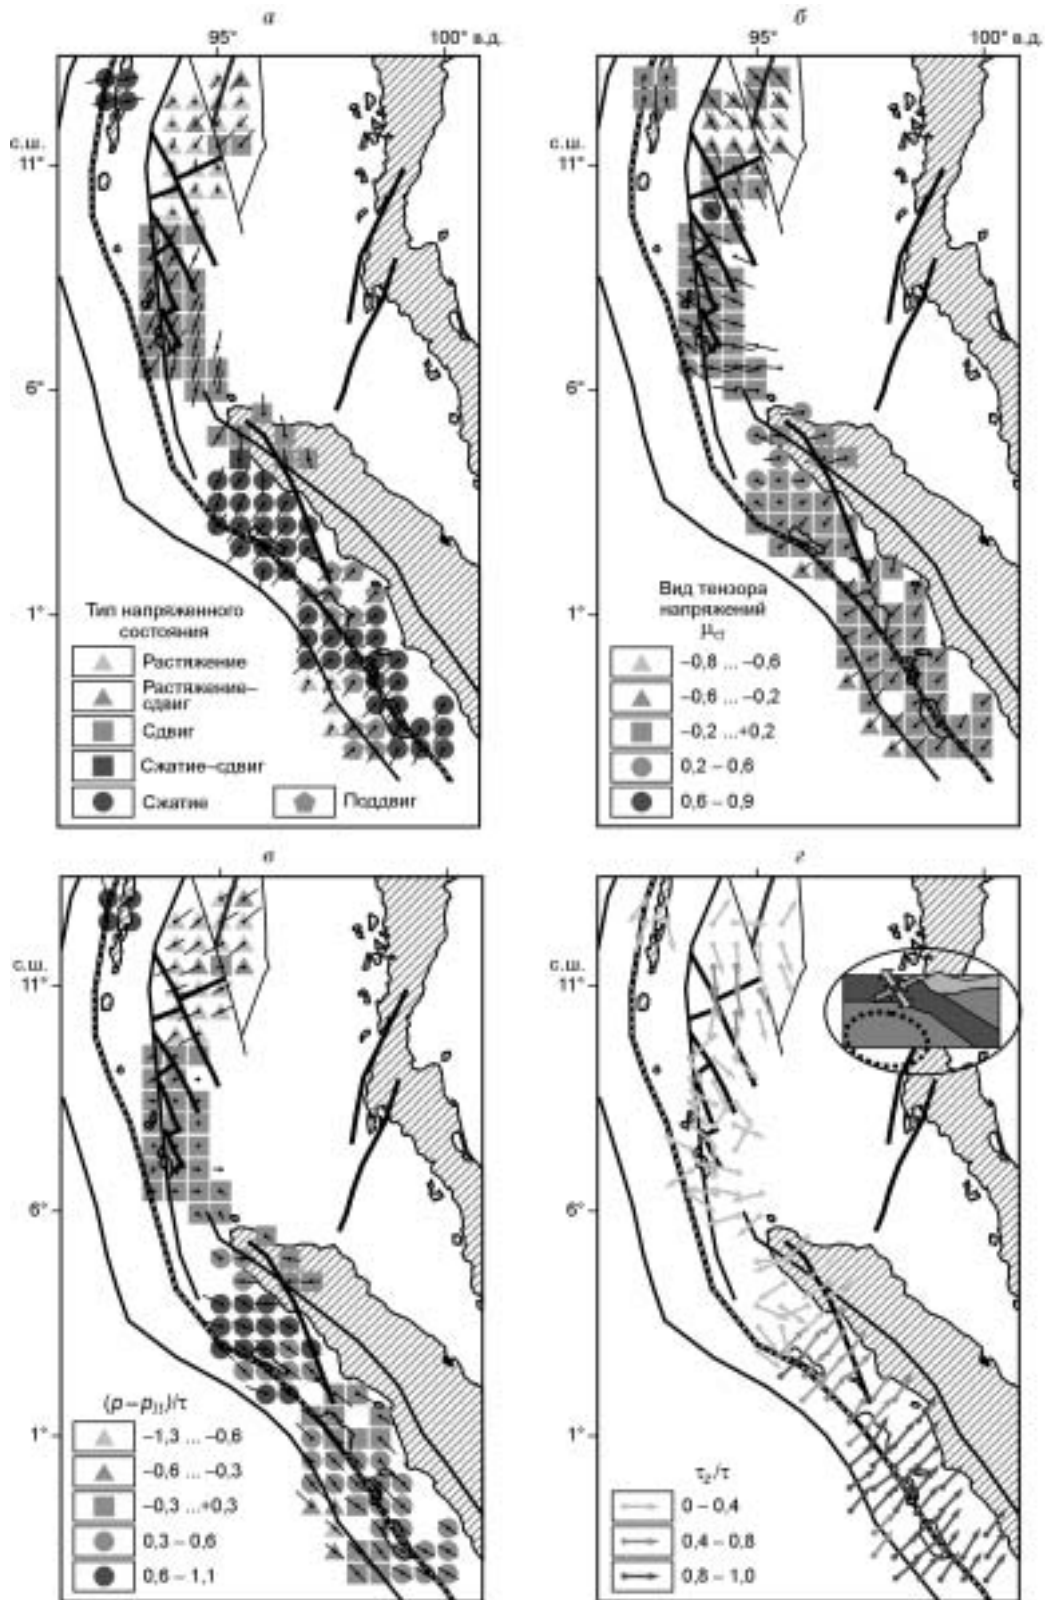 а
б
95°
100° в.д.
95°
100° в.д.
с.ш.
11°
6°
1°
с.ш.
11°
6°
1°
Тип напряженного
состояния
Растяжение
Растяжение–
сдвиг
Сдвиг
Сжатие–сдвиг
Сжатие
Поддвиг
Вид тензора
напряжений
μσ
–0,8 ... –0,6
–0,6 ... –0,2
–0,2 ...+0,2
0,2 – 0,6
0,6 – 0,9
в
г
с.ш.
11°
6°
1°
с.ш.
11°
6°
1°
–1,3 ... –0,6
–0,6 ... –0,3
–0,3 ...+0,3
0,3 – 0,6
0,6 – 1,1
τz/τ
0 – 0,4
0,4 – 0,8
0,8 – 1,0